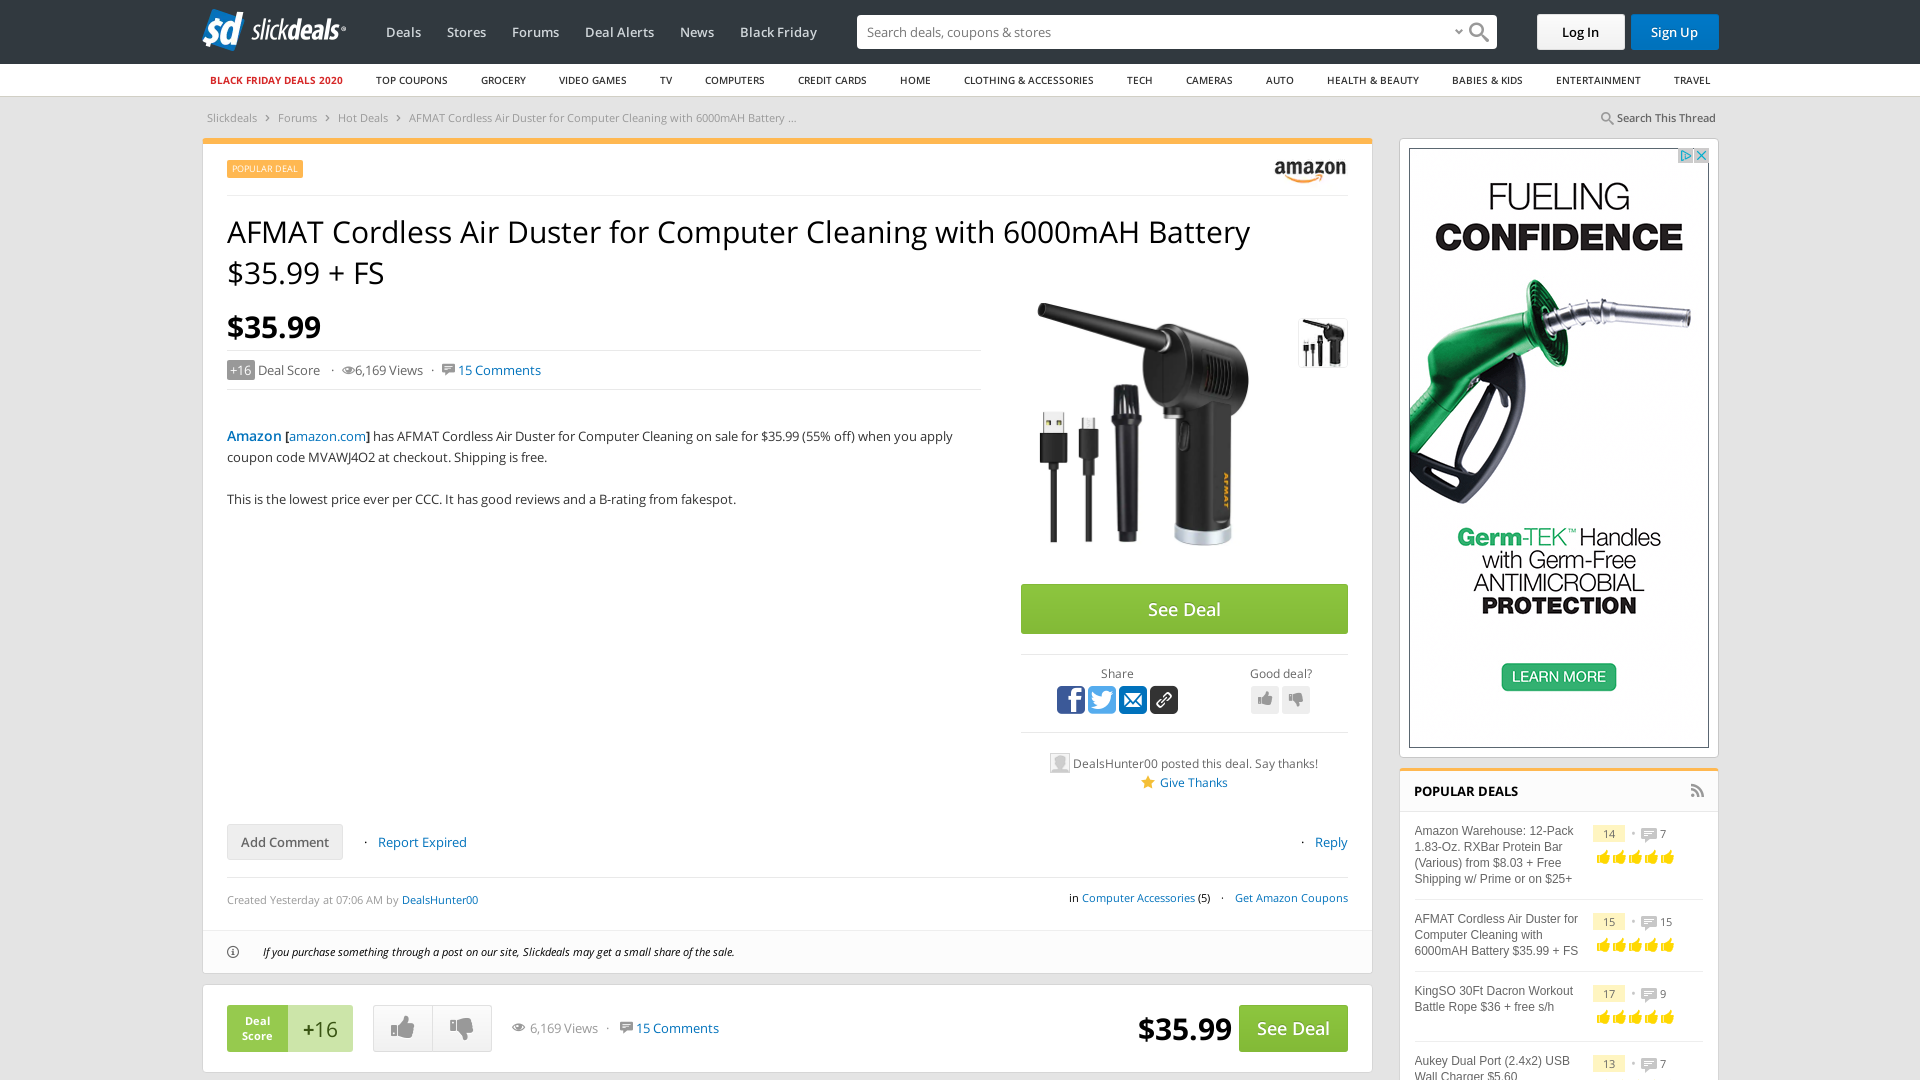 sd slickdeals
Deals Stores Forums Deal Alerts News Black Friday
Search deals, coupons & stores
Log In Sign Up
BLACK FRIDAY DEALS 2020 TOP COUPONS GROCERY VIDEO GAMES TV COMPUTERS CREDIT CARDS HOME CLOTHING & ACCESSORIES TECH CAMERAS AUTO HEALTH & BEAUTY BABIES & KIDS ENTERTAINMENT TRAVEL
Slickdeals › Forums › Hot Deals › AFMAT Cordless Air Duster for Computer Cleaning with 6000mAH Battery ...
Search This Thread
POPULAR DEAL
amazon
AFMAT Cordless Air Duster for Computer Cleaning with 6000mAH Battery
$35.99 + FS
$35.99
+16 Deal Score · 6,169 Views · 15 Comments
Amazon [amazon.com] has AFMAT Cordless Air Duster for Computer Cleaning on sale for $35.99 (55% off) when you apply
coupon code MVAWJ4O2 at checkout. Shipping is free.
This is the lowest price ever per CCC. It has good reviews and a B-rating from fakespot.
AFMAT
See Deal
Share
Good deal?
DealsHunter00 posted this deal. Say thanks!
Give Thanks
Add Comment · Report Expired
· Reply
Created Yesterday at 07:06 AM by DealsHunter00
in Computer Accessories (5) · Get Amazon Coupons
If you purchase something through a post on our site, Slickdeals may get a small share of the sale.
Deal
Score
+16
6,169 Views · 15 Comments
$35.99
See Deal
FUELING
CONFIDENCE
Germ-TEK™ Handles
with Germ-Free
ANTIMICROBIAL
PROTECTION
LEARN MORE
POPULAR DEALS
Amazon Warehouse: 12-Pack
1.83-Oz. RXBar Protein Bar
(Various) from $8.03 + Free
Shipping w/ Prime or on $25+
14 · 7
AFMAT Cordless Air Duster for
Computer Cleaning with
6000mAH Battery $35.99 + FS
15 · 15
KingSO 30Ft Dacron Workout
Battle Rope $36 + free s/h
17 · 9
Aukey Dual Port (2.4x2) USB
Wall Charger $5.60
13 · 7